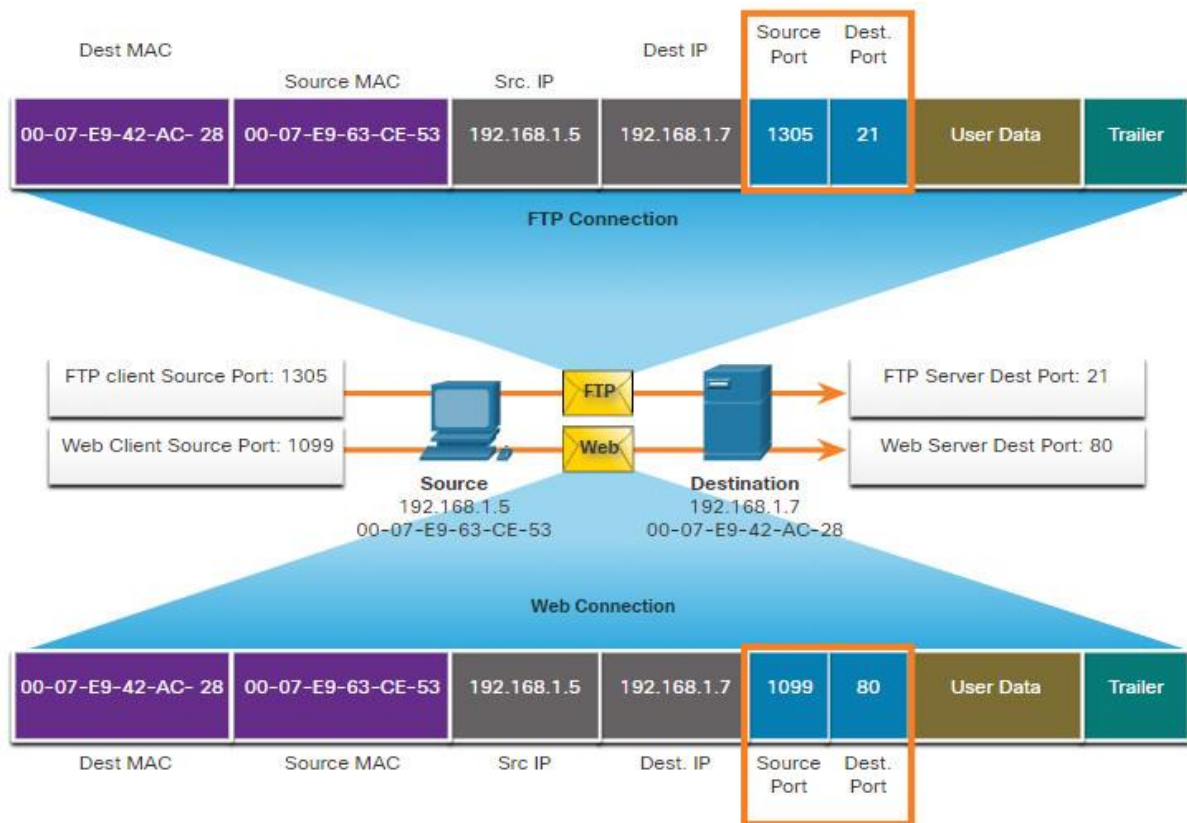 Dest MAC
Source MAC
Src. IP
Dest IP
Source
Port
Dest.
Port
00-07-E9-42-AC- 28
00-07-E9-63-CE-53
192.168.1.5
192.168.1.7
1305
21
User Data
Trailer
FTP Connection
FTP client Source Port: 1305
FTP
FTP Server Dest Port: 21
Web Client Source Port: 1099
Web
Web Server Dest Port: 80
Source
192.168.1.5
00-07-E9-63-CE-53
Destination
192.168.1.7
00-07-E9-42-AC-28
Web Connection
00-07-E9-42-AC- 28
00-07-E9-63-CE-53
192.168.1.5
192.168.1.7
1099
80
User Data
Trailer
Dest MAC
Source MAC
Src IP
Dest. IP
Source
Port
Dest.
Port